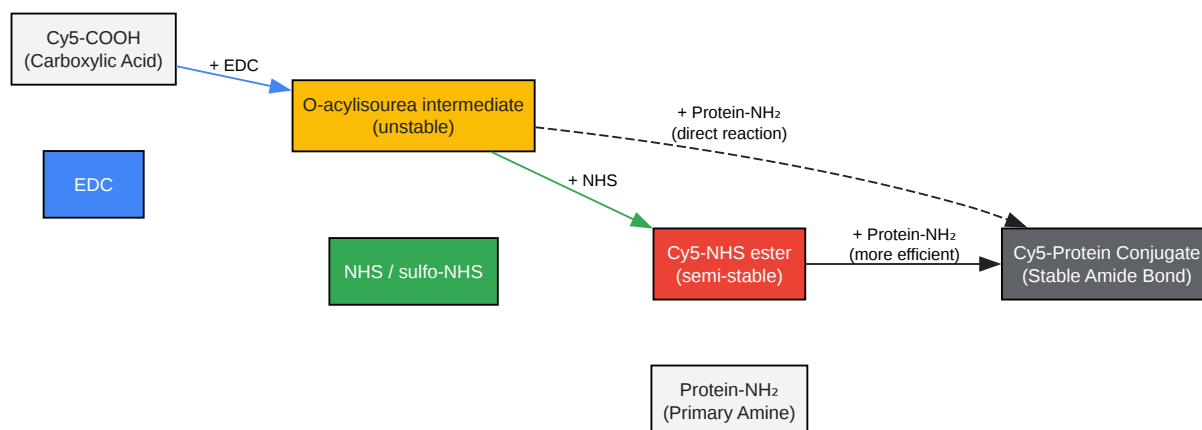 Cy5-COOH
(Carboxylic Acid)
+ EDC
O-acylisourea intermediate
(unstable)
+ Protein-NH₂
(direct reaction)
EDC
+ NHS
NHS / sulfo-NHS
Cy5-NHS ester
(semi-stable)
+ Protein-NH₂
(more efficient)
Cy5-Protein Conjugate
(Stable Amide Bond)
Protein-NH₂
(Primary Amine)